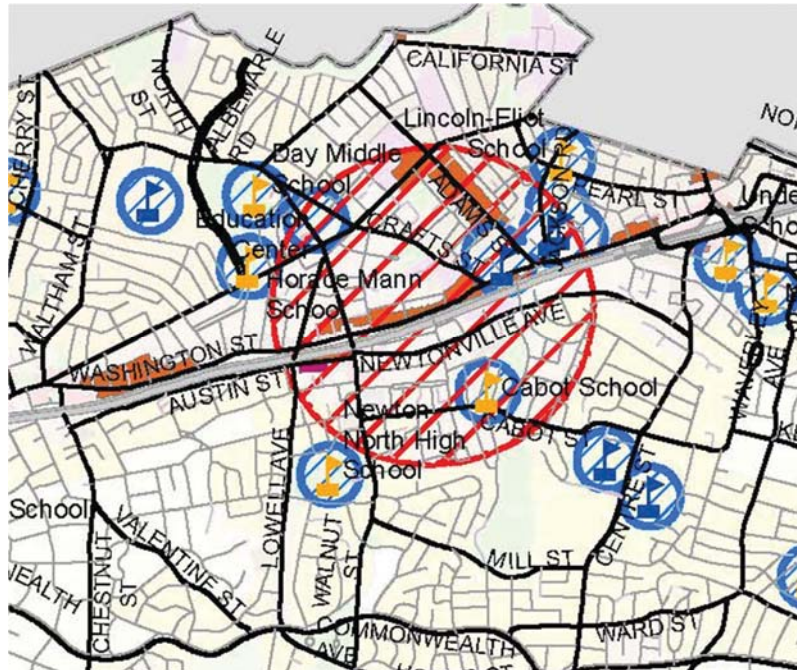 CALIFORNIA ST
NORTH
ST
ALBEMARLE
RD
CHERRY ST
Lincoln-Eliot
School
Day Middle
School
ADAMS ST
PEARL ST
Education
Center
CRAFTS ST
Horace Mann
School
WALTHAM ST
WASHINGTON ST
AUSTIN ST
NEWTONVILLE AVE
WAVERLEY
AVE
Cabot School
CABOT ST
Newton
North High
School
School
LOWELL AVE
WALNUT
ST
CENTRE ST
CHESTNUT
ST
VALENTINE ST
MILL ST
COMMONWEALTH
AVE
WARD ST